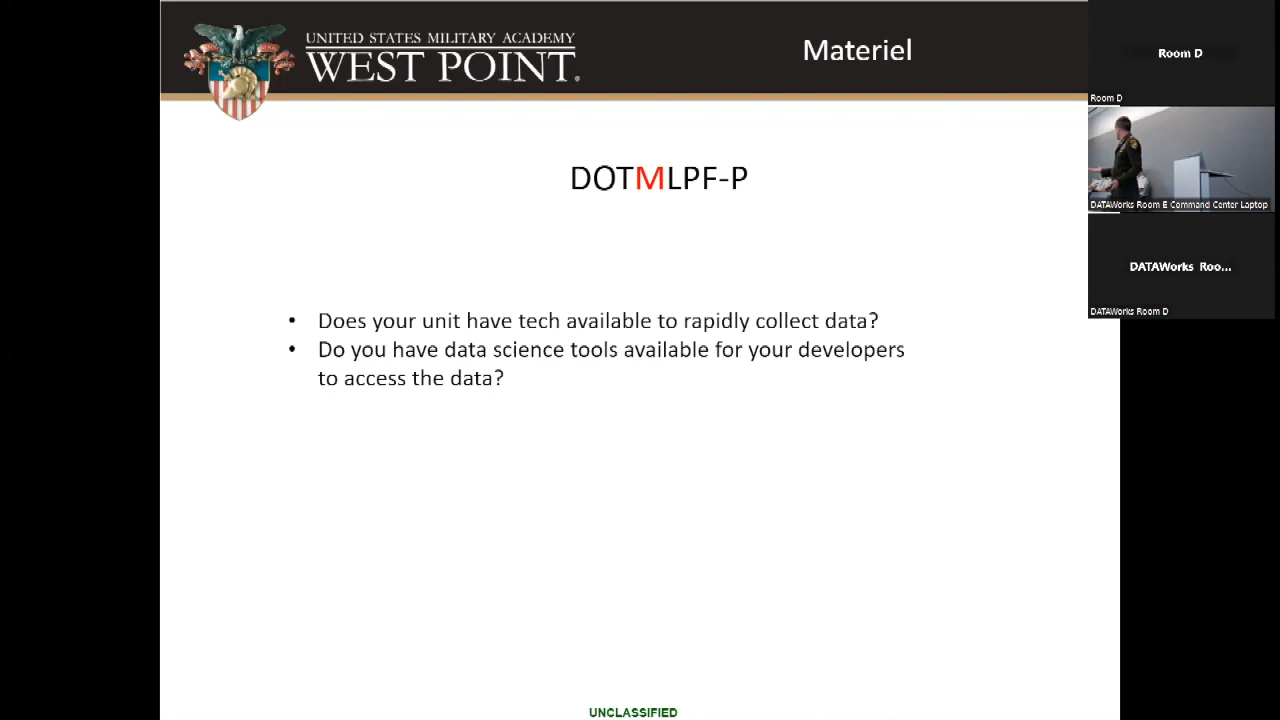 UNITED STATES MILITARY ACADEMY
WEST POINT.
Materiel
DOTMLPF-P
• Does your unit have tech available to rapidly collect data?
• Do you have data science tools available for your developers
to access the data?
UNCLASSIFIED
Room D
Room D
DATAWorks Room E Command Center Laptop
DATAWorks Roo...
DATAWorks Room D